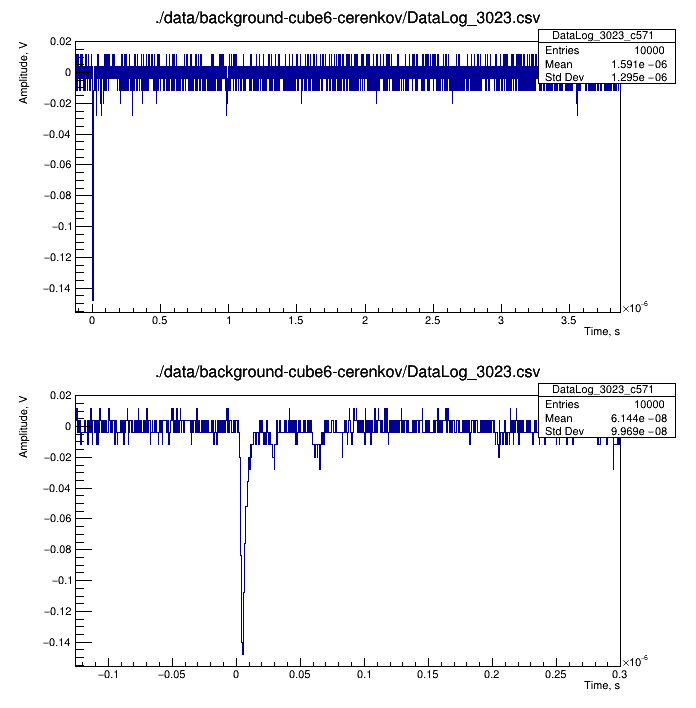 ./data/background-cube6-cerenkov/DataLog_3023.csv
DataLog_3023_c571
Entries 10000
Mean 1.591e −06
Std Dev 1.295e −06
Amplitude, V
0.02
0
−0.02
−0.04
−0.06
−0.08
−0.1
−0.12
−0.14
0 0.5 1 1.5 2 2.5 3 3.5
×10-6
Time, s
./data/background-cube6-cerenkov/DataLog_3023.csv
DataLog_3023_c571
Entries 10000
Mean 6.144e −08
Std Dev 9.969e −08
Amplitude, V
0.02
0
−0.02
−0.04
−0.06
−0.08
−0.1
−0.12
−0.14
−0.1 −0.05 0 0.05 0.1 0.15 0.2 0.25 0.3
×10-6
Time, s